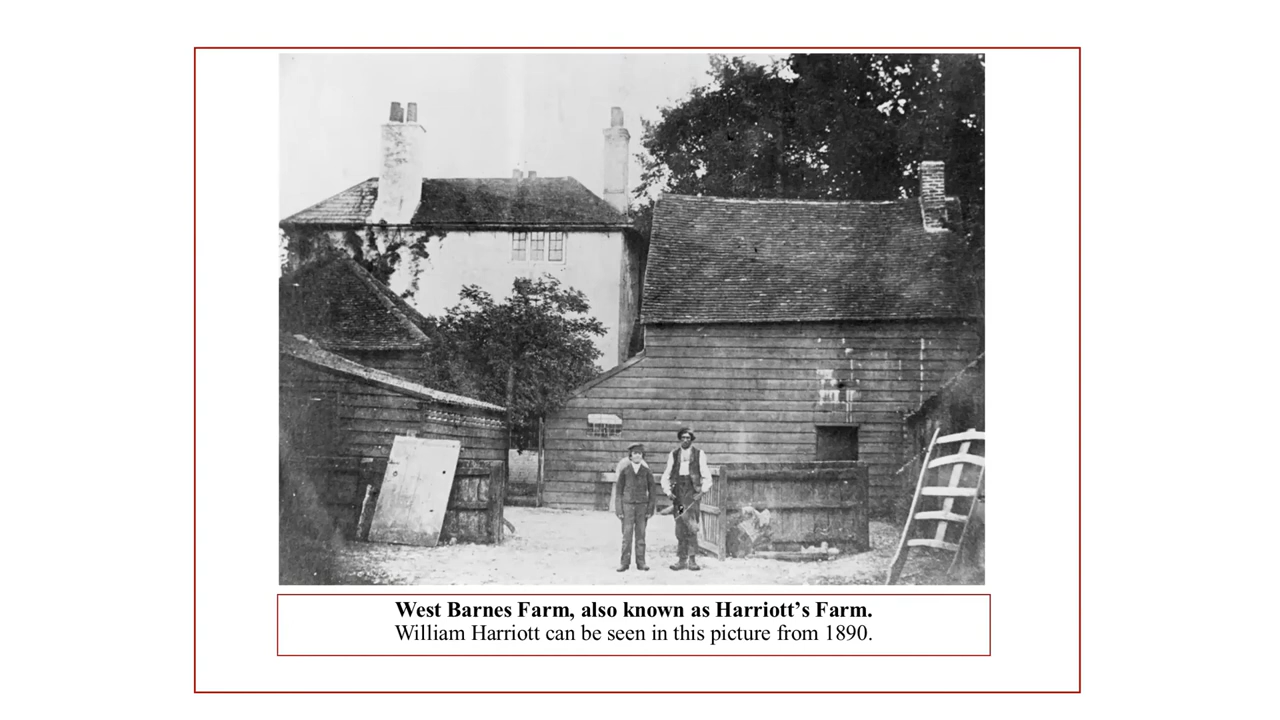 West Barnes Farm, also known as Harriott’s Farm.
William Harriott can be seen in this picture from 1890.